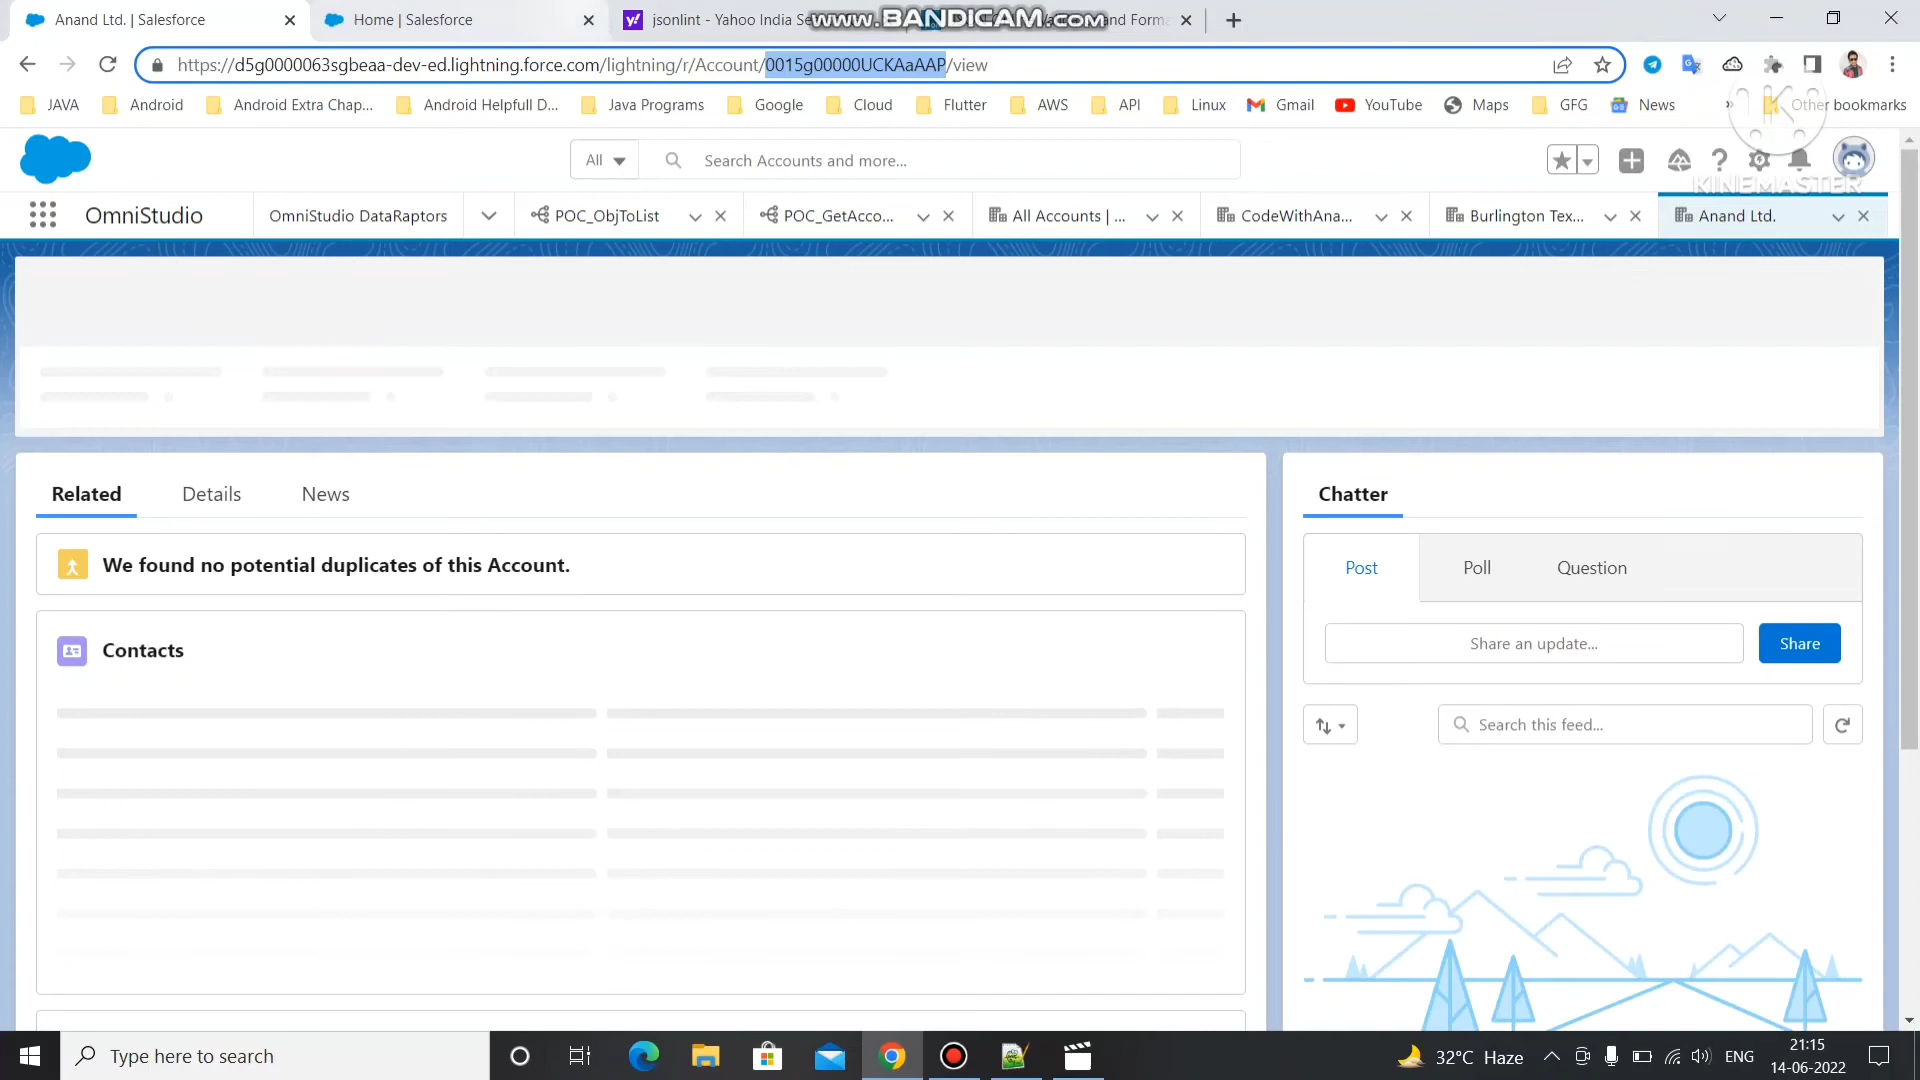 Anand Ltd. | Salesforce
Home | Salesforce
jsonlint - Yahoo India Se
and Forma
www.BANDICAM.com
https://d5g0000063sgbeaa-dev-ed.lightning.force.com/lightning/r/Account/0015g00000UCKAaAAP/view
JAVA
Android
Android Extra Chap...
Android Helpfull D...
Java Programs
Google
Cloud
Flutter
AWS
API
Linux
Gmail
YouTube
Maps
GFG
News
»
Other bookmarks
All
Search Accounts and more...
KINEMASTER
OmniStudio
OmniStudio DataRaptors
POC_ObjToList
POC_GetAcco...
All Accounts | ...
CodeWithAna...
Burlington Tex...
Anand Ltd.
Related
Details
News
Chatter
We found no potential duplicates of this Account.
Post
Poll
Question
Contacts
Share an update...
Share
Search this feed...
Type here to search
32°C Haze
ENG
21:15
14-06-2022